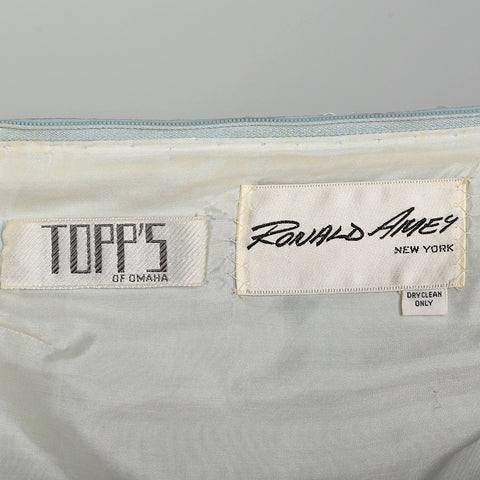 TOPP'S
OF OMAHA
RONALD AMEY
NEW YORK
DRYCLEAN
ONLY